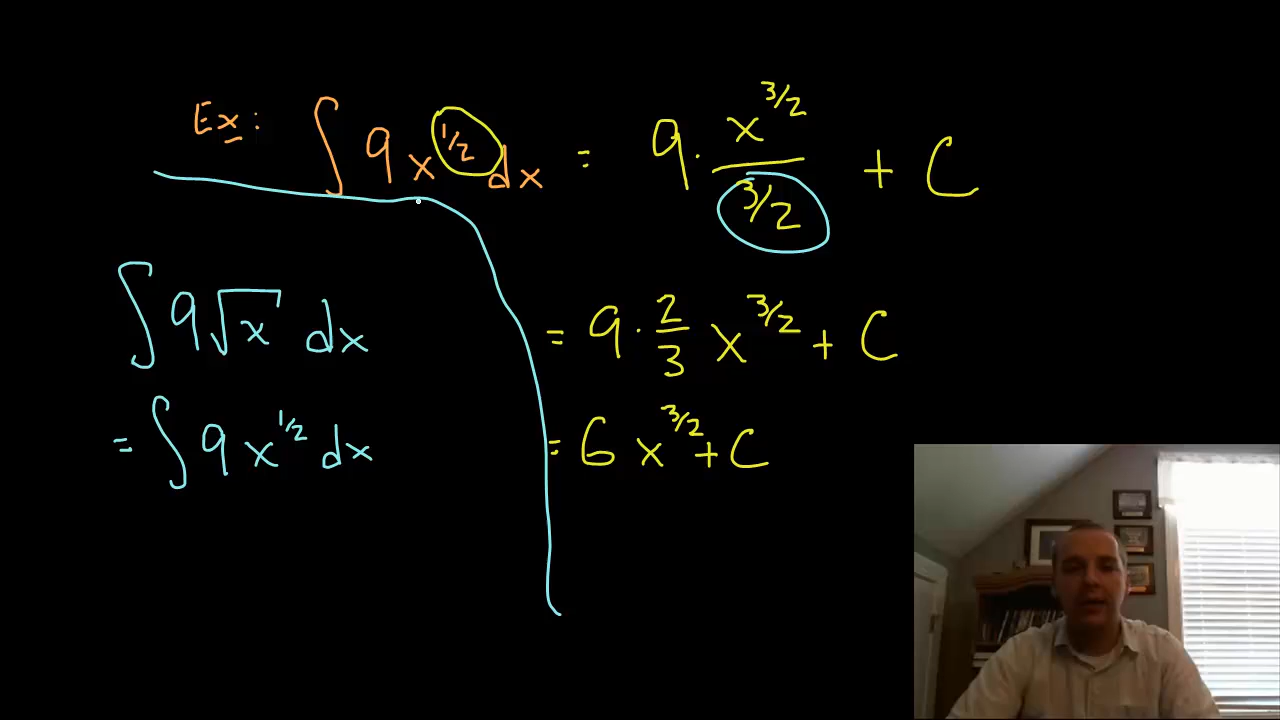 Ex: ∫ 9x^{1/2} dx = 9 · x^{3/2} / (3/2) + C
∫ 9√x dx
= ∫ 9x^{1/2} dx
= 9 · 2/3 x^{3/2} + C
= 6x^{3/2} + C